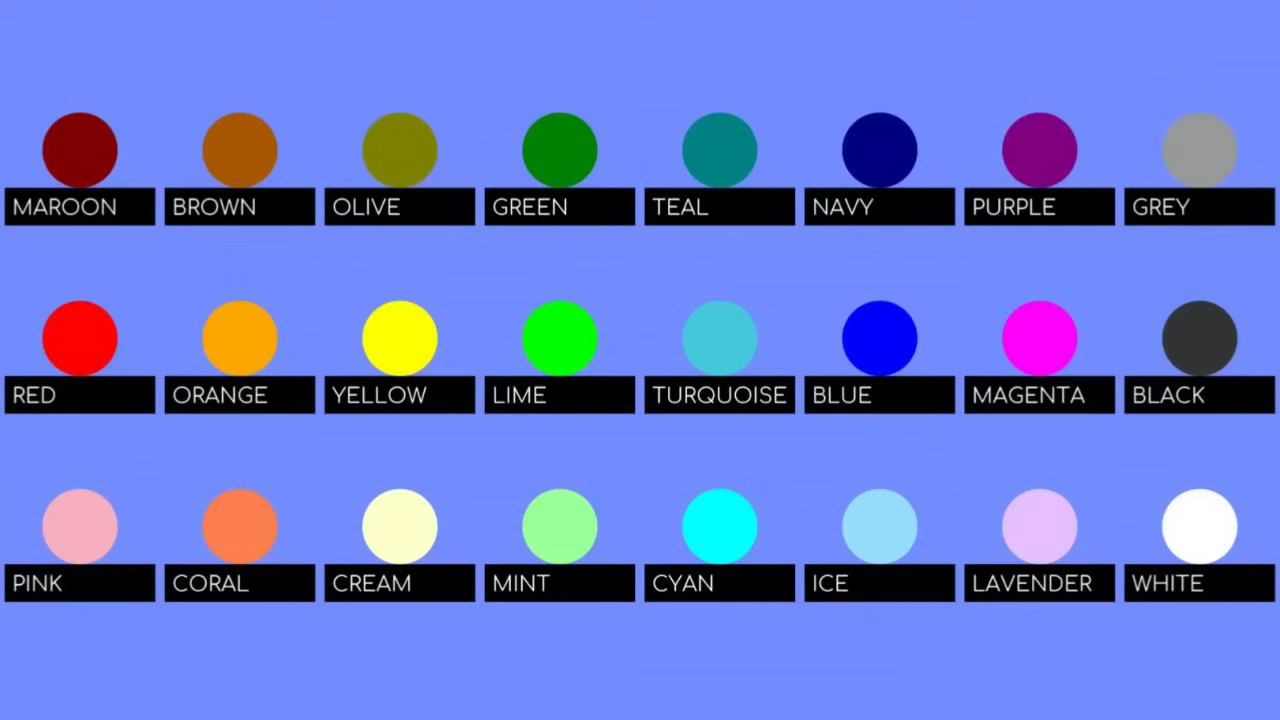 MAROON
BROWN
OLIVE
GREEN
TEAL
NAVY
PURPLE
GREY
RED
ORANGE
YELLOW
LIME
TURQUOISE
BLUE
MAGENTA
BLACK
PINK
CORAL
CREAM
MINT
CYAN
ICE
LAVENDER
WHITE